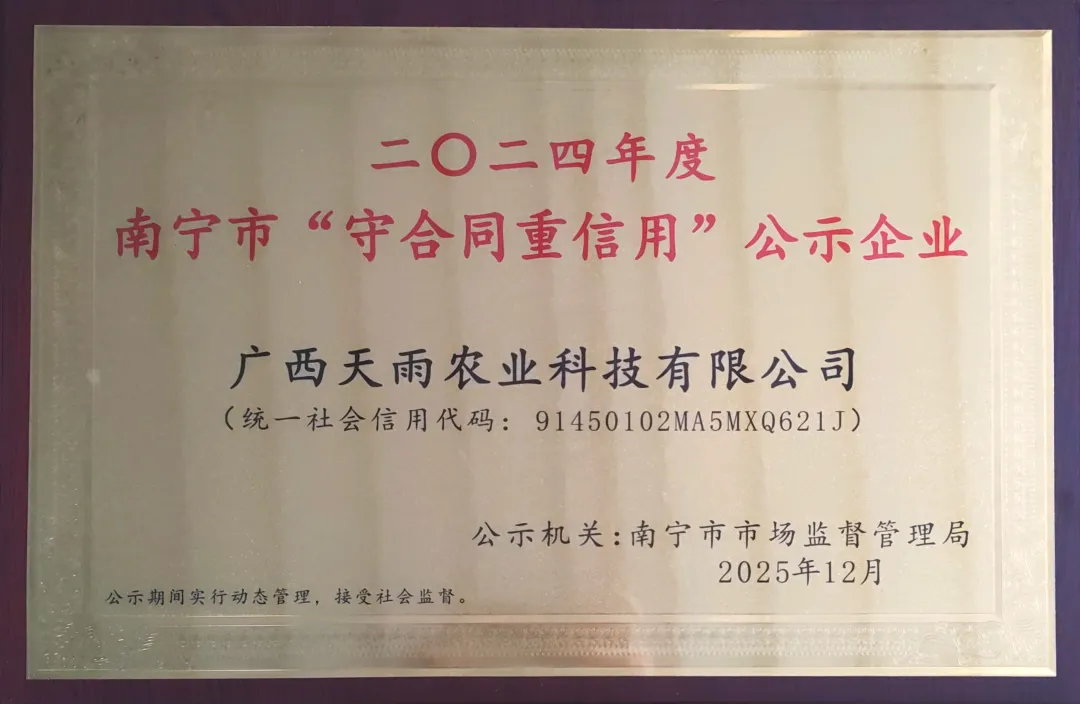 二〇二四年度
南宁市“守合同重信用”公示企业
广西天雨农业科技有限公司
（统一社会信用代码：91450102MA5MXQ621J）
公示机关：南宁市市场监督管理局
2025年12月
公示期间实行动态管理，接受社会监督。